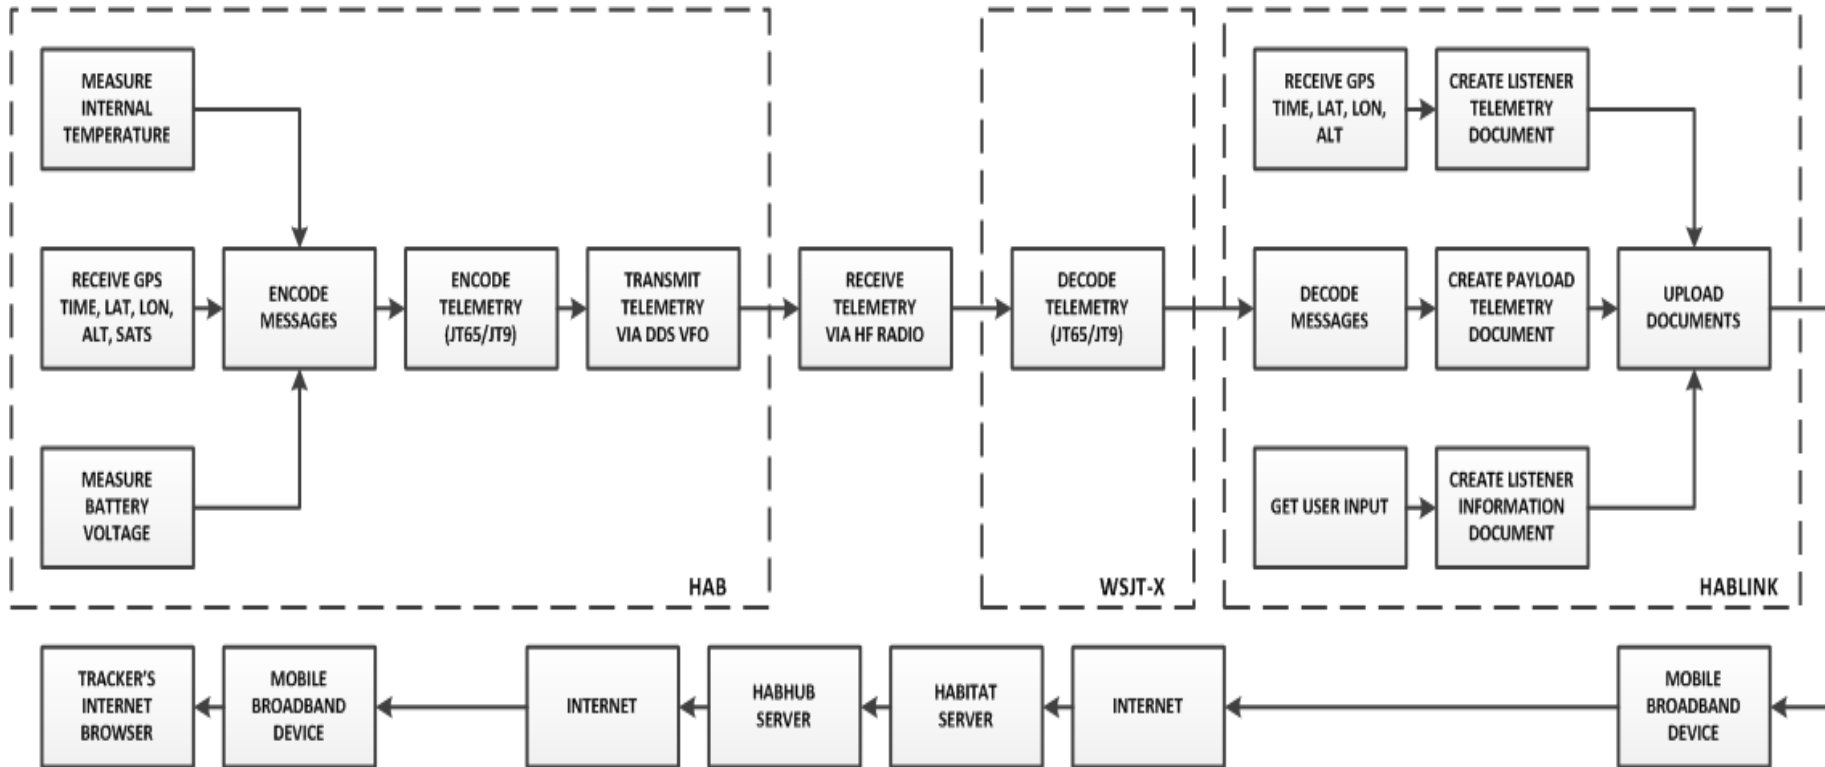 MEASURE
INTERNAL
TEMPERATURE
RECEIVE GPS
TIME, LAT, LON,
ALT, SATS
MEASURE
BATTERY
VOLTAGE
ENCODE
MESSAGES
ENCODE
TELEMETRY
(JT65/JT9)
TRANSMIT
TELEMETRY
VIA DDS VFO
HAB
RECEIVE
TELEMETRY
VIA HF RADIO
DECODE
TELEMETRY
(JT65/JT9)
WSJT-X
RECEIVE GPS
TIME, LAT, LON,
ALT
CREATE LISTENER
TELEMETRY
DOCUMENT
DECODE
MESSAGES
CREATE PAYLOAD
TELEMETRY
DOCUMENT
UPLOAD
DOCUMENTS
GET USER INPUT
CREATE LISTENER
INFORMATION
DOCUMENT
HABLINK
TRACKER'S
INTERNET
BROWSER
MOBILE
BROADBAND
DEVICE
INTERNET
HABHUB
SERVER
HABITAT
SERVER
INTERNET
MOBILE
BROADBAND
DEVICE